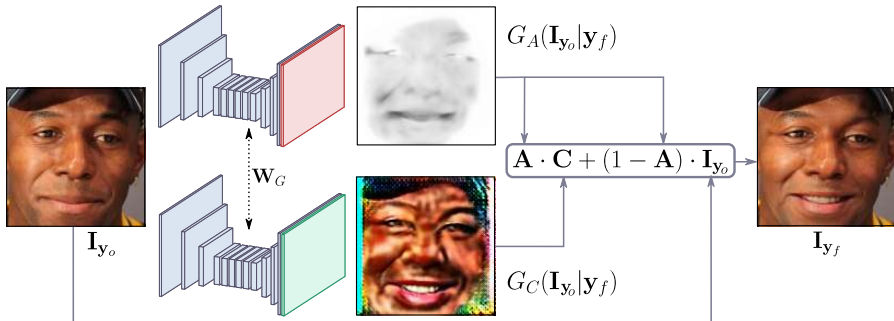 G_A(I_{y_o}|y_f)
A · C + (1 − A) · I_{y_o}
W_G
I_{y_o}
I_{y_f}
G_C(I_{y_o}|y_f)